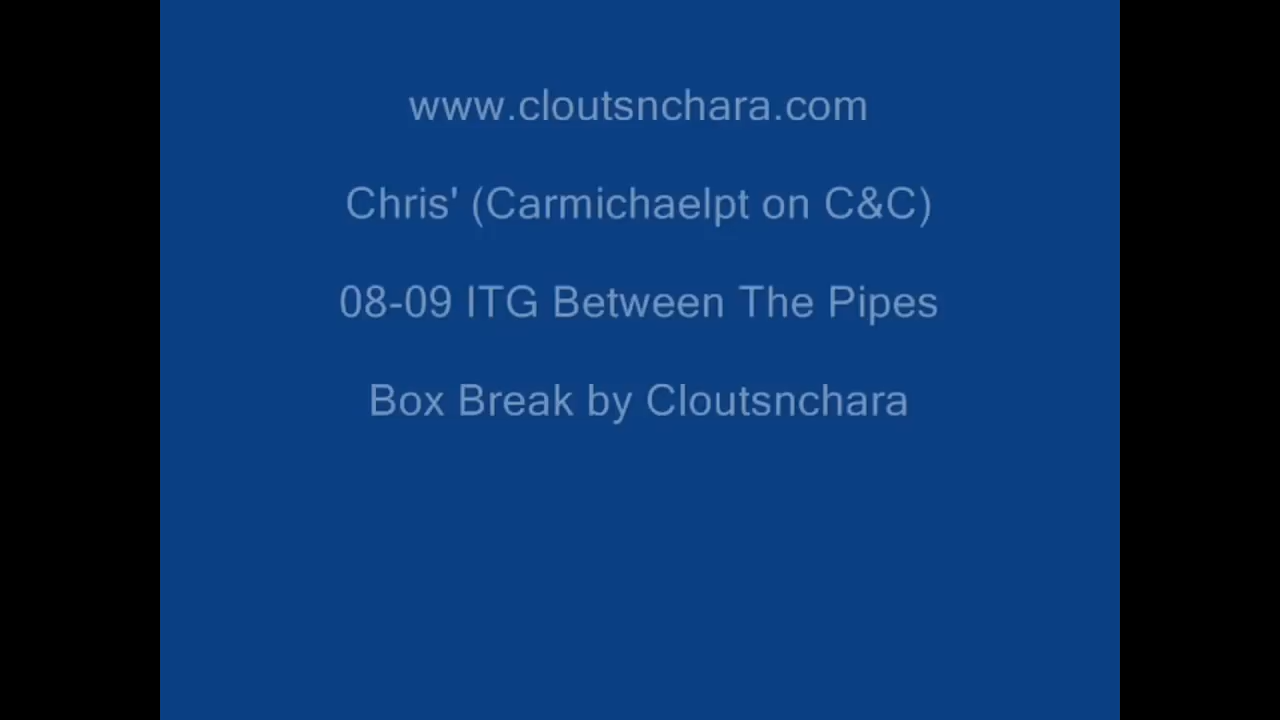 www.cloutsnchara.com
Chris' (Carmichaelpt on C&C)
08-09 ITG Between The Pipes
Box Break by Cloutsnchara